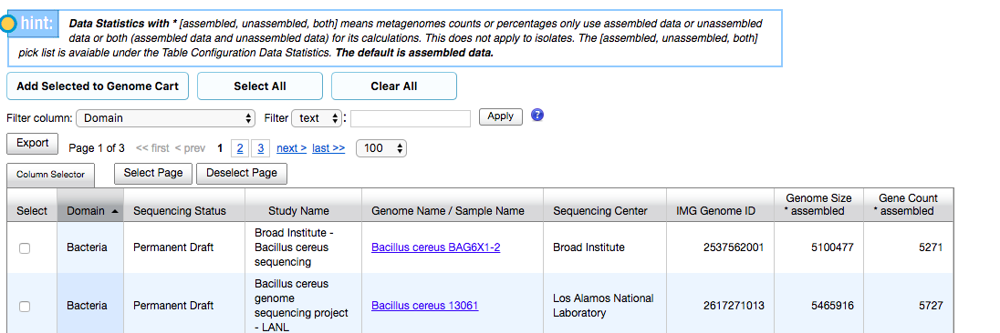 hint:
Data Statistics with * [assembled, unassembled, both] means metagenomes counts or percentages only use assembled data or unassembled
data or both (assembled data and unassembled data) for its calculations. This does not apply to isolates. The [assembled, unassembled, both]
pick list is avaiable under the Table Configuration Data Statistics. The default is assembled data.
Add Selected to Genome Cart Select All Clear All
Filter column: Domain Filter text : Apply ?
Export Page 1 of 3 << first < prev 1 2 3 next > last >> 100
Column Selector Select Page Deselect Page
Select Domain Sequencing Status Study Name Genome Name / Sample Name Sequencing Center IMG Genome ID Genome Size
* assembled Gene Count
* assembled
Bacteria Permanent Draft Broad Institute -
Bacillus cereus
sequencing Bacillus cereus BAG6X1-2 Broad Institute 2537562001 5100477 5271
Bacteria Permanent Draft Bacillus cereus
genome
sequencing project
- LANL Bacillus cereus 13061 Los Alamos National
Laboratory 2617271013 5465916 5727